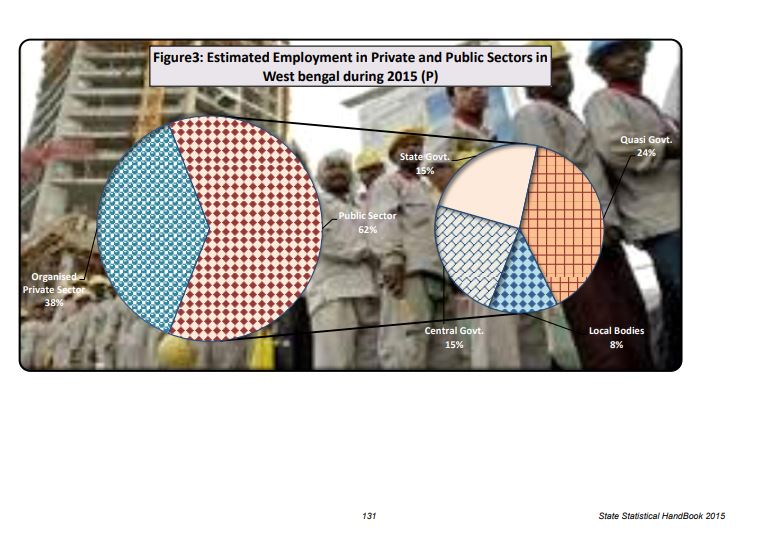 Figure3: Estimated Employment in Private and Public Sectors in
West bengal during 2015 (P)
Quasi Govt.
24%
State Govt.
15%
Public Sector
62%
Organised
Private Sector
38%
Central Govt.
15%
Local Bodies
8%
131
State Statistical HandBook 2015